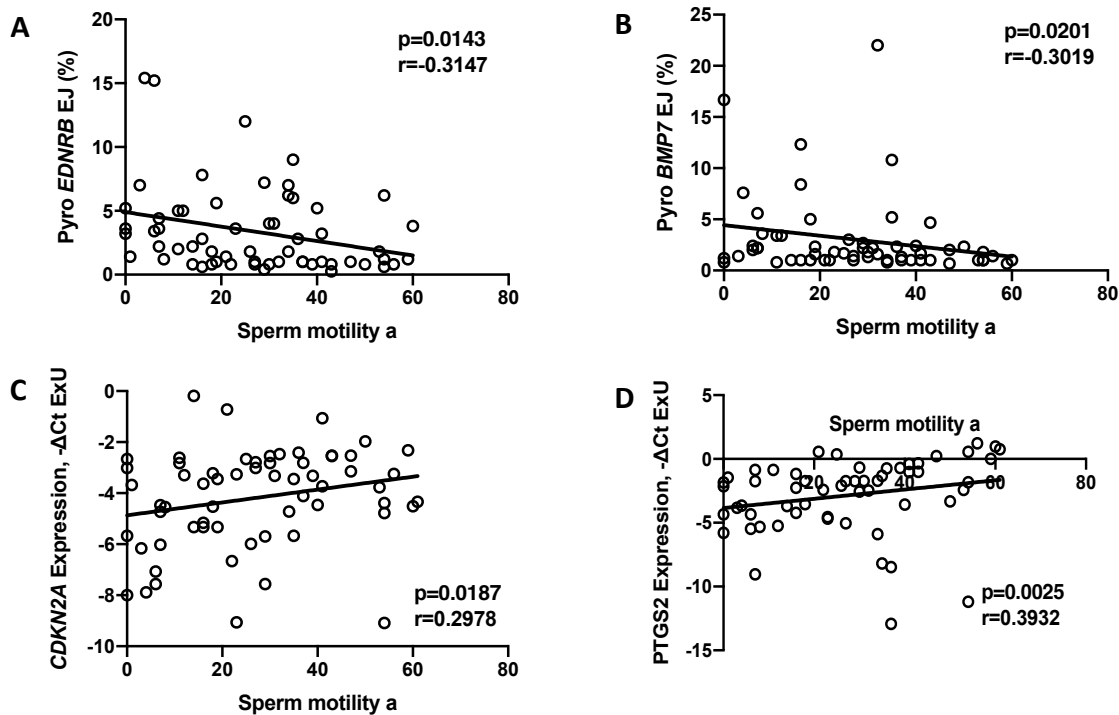 A
Pyro EDNRB EJ (%)
20
15
10
5
0
0 20 40 60 80
Sperm motility a
p=0.0143
r=-0.3147
B
Pyro BMP7 EJ (%)
25
20
15
10
5
0
0 20 40 60 80
Sperm motility a
p=0.0201
r=-0.3019
C
CDKN2A Expression, -ΔCt ExU
0
-2
-4
-6
-8
-10
0 20 40 60 80
Sperm motility a
p=0.0187
r=0.2978
D
PTGS2 Expression, -ΔCt ExU
5
0
-5
-10
-15
Sperm motility a
20 40 60 80
p=0.0025
r=0.3932